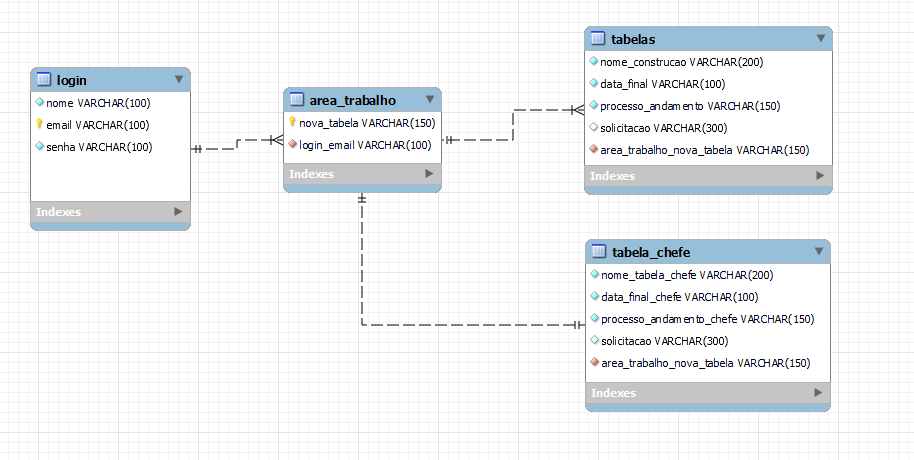 login
nome VARCHAR(100)
email VARCHAR(100)
senha VARCHAR(100)
Indexes
area_trabalho
nova_tabela VARCHAR(150)
login_email VARCHAR(100)
Indexes
tabelas
nome_construcao VARCHAR(200)
data_final VARCHAR(100)
processo_andamento VARCHAR(150)
solicitacao VARCHAR(300)
area_trabalho_nova_tabela VARCHAR(150)
Indexes
tabela_chefe
nome_tabela_chefe VARCHAR(200)
data_final_chefe VARCHAR(100)
processo_andamento_chefe VARCHAR(150)
solicitacao VARCHAR(300)
area_trabalho_nova_tabela VARCHAR(150)
Indexes